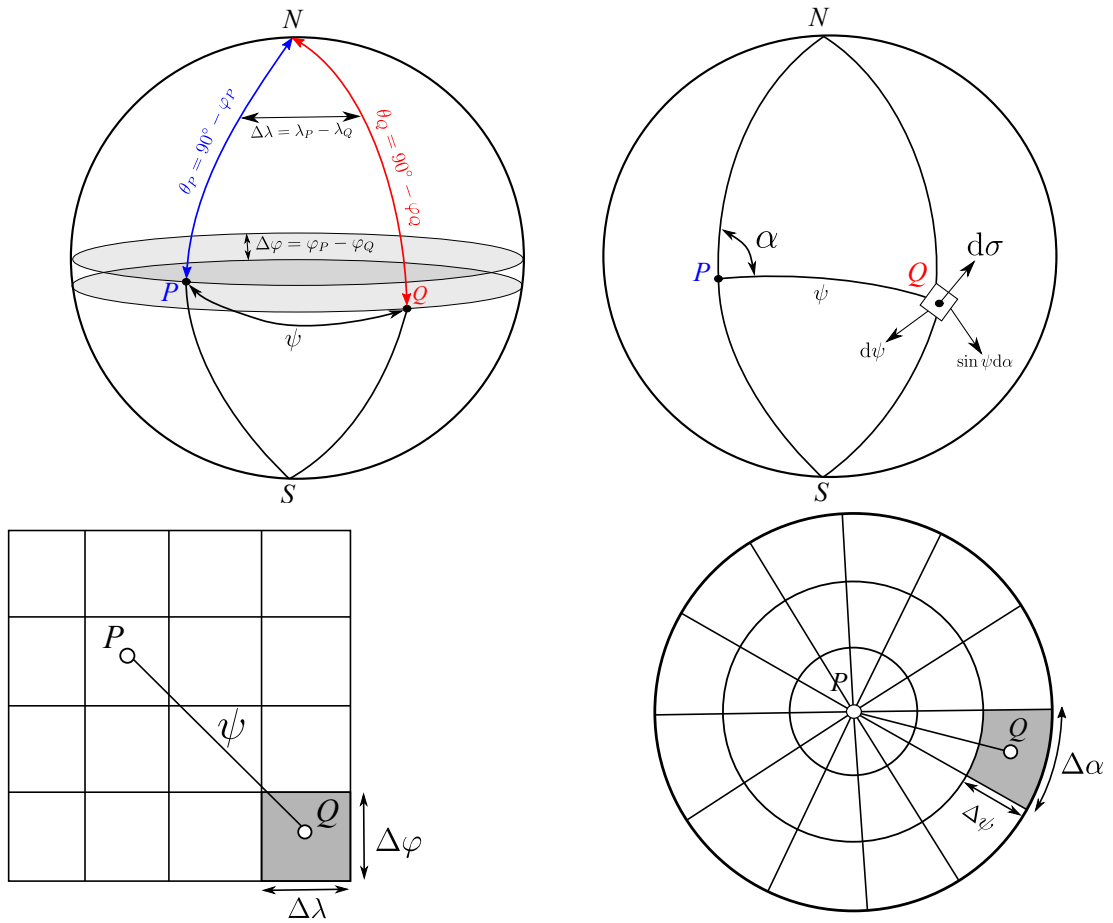 N
θ_P = 90° − φ_P
θ_Q = 90° − φ_Q
Δλ = λ_P − λ_Q
Δφ = φ_P − φ_Q
P
Q
ψ
S
N
α
P
Q
dσ
ψ
dψ
sin ψdα
S
P
ψ
Q
Δφ
Δλ
P
Q
Δα
Δψ